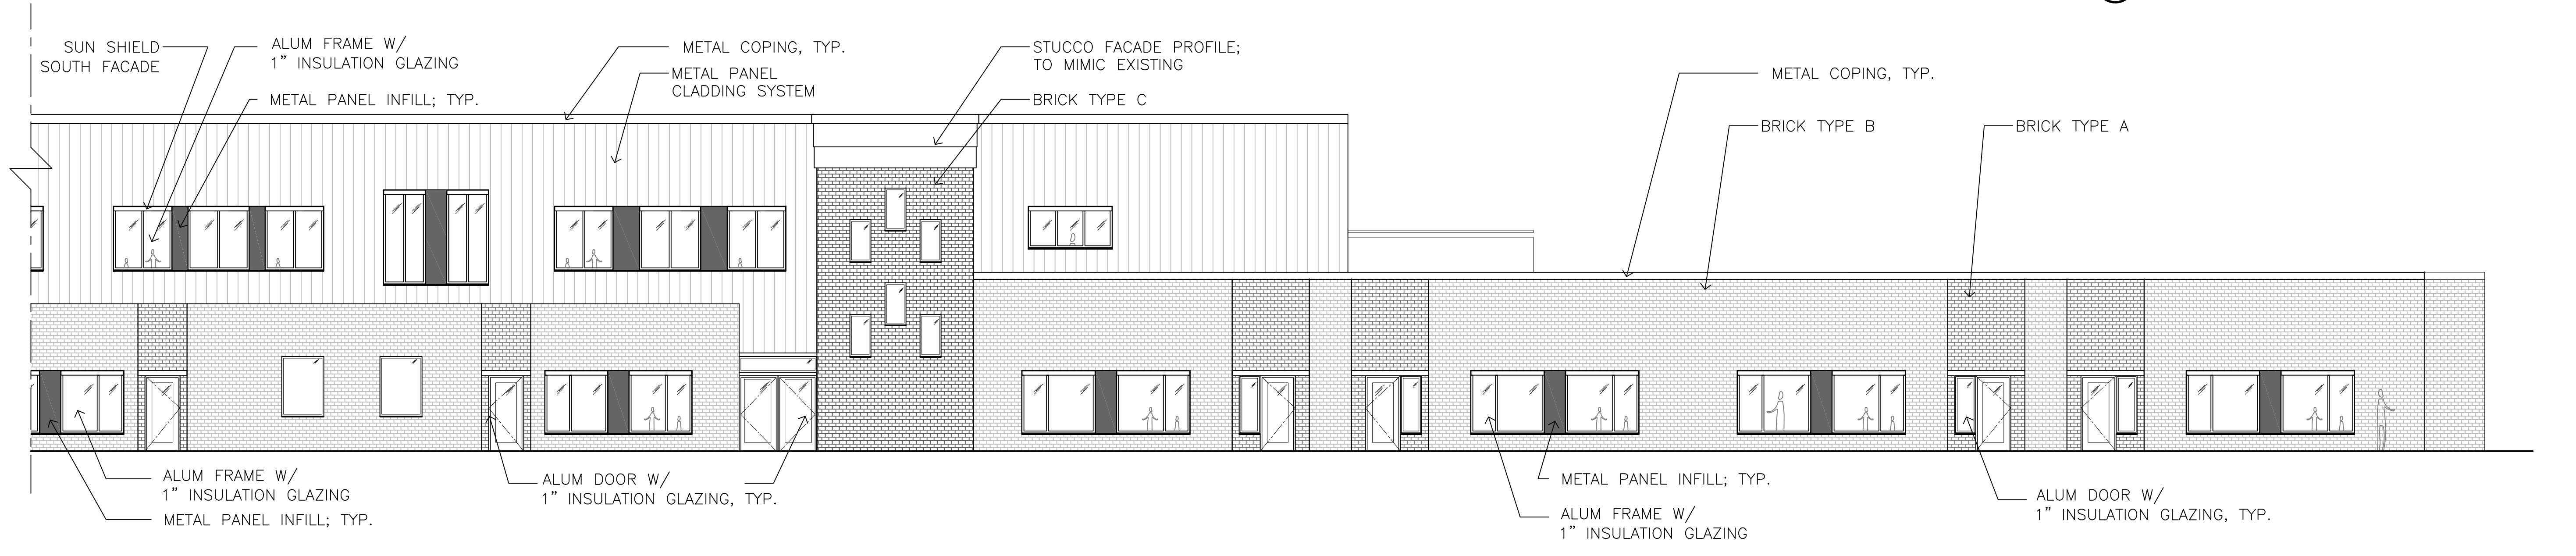 SUN SHIELD
SOUTH FACADE
ALUM FRAME W/
1" INSULATION GLAZING
METAL PANEL INFILL; TYP.
METAL COPING, TYP.
METAL PANEL
CLADDING SYSTEM
STUCCO FACADE PROFILE;
TO MIMIC EXISTING
BRICK TYPE C
METAL COPING, TYP.
BRICK TYPE B
BRICK TYPE A
ALUM FRAME W/
1" INSULATION GLAZING
METAL PANEL INFILL; TYP.
ALUM DOOR W/
1" INSULATION GLAZING, TYP.
METAL PANEL INFILL; TYP.
ALUM FRAME W/
1" INSULATION GLAZING
ALUM DOOR W/
1" INSULATION GLAZING, TYP.